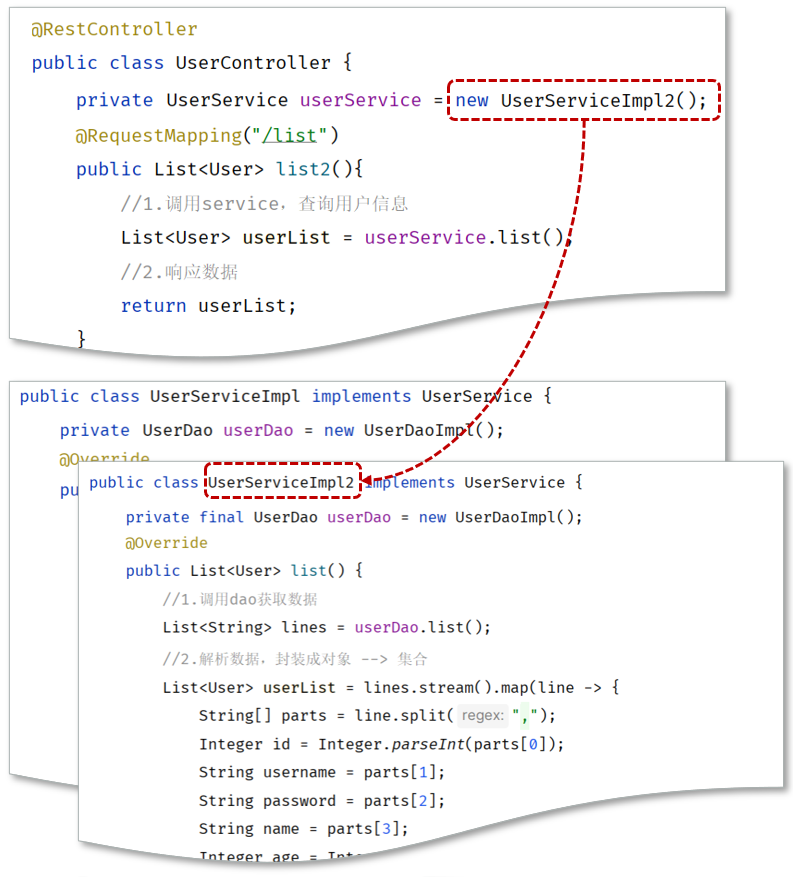 @RestController
public class UserController {
private UserService userService = new UserServiceImpl2();
@RequestMapping("/list")
public List<User> list2(){
//1.调用service，查询用户信息
List<User> userList = userService.list();
//2.响应数据
return userList;
}
public class UserServiceImpl implements UserService {
private UserDao userDao = new UserDaoImpl();
@Override
pu
public class UserServiceImpl2 implements UserService {
private final UserDao userDao = new UserDaoImpl();
@Override
public List<User> list() {
//1.调用dao获取数据
List<String> lines = userDao.list();
//2.解析数据，封装成对象 --> 集合
List<User> userList = lines.stream().map(line -> {
String[] parts = line.split( regex: ",");
Integer id = Integer.parseInt(parts[0]);
String username = parts[1];
String password = parts[2];
String name = parts[3];
Integer age = Inte